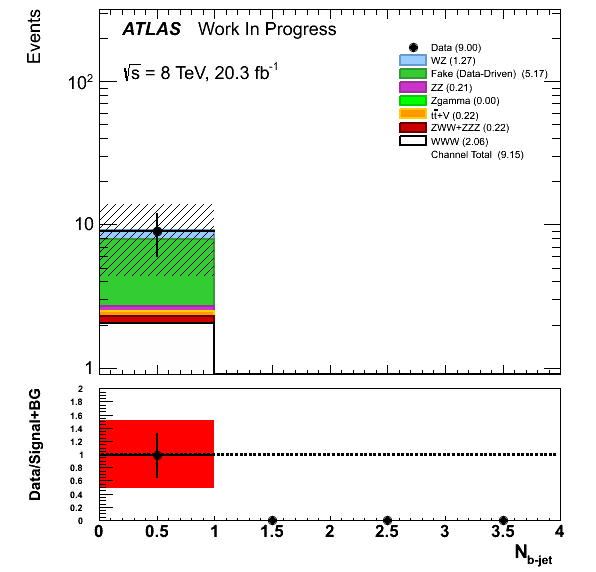 ATLAS Work In Progress
√s = 8 TeV, 20.3 fb⁻¹
Data (9.00)
WZ (1.27)
Fake (Data-Driven) (5.17)
ZZ (0.21)
Zgamma (0.00)
tt̄+V (0.22)
ZWW+ZZZ (0.22)
WWW (2.06)
Channel Total (9.15)
Events
10²
10
1
Data/Signal+BG
2
1.8
1.6
1.4
1.2
1
0.8
0.6
0.4
0.2
0
0 0.5 1 1.5 2 2.5 3 3.5 4
N_b-jet